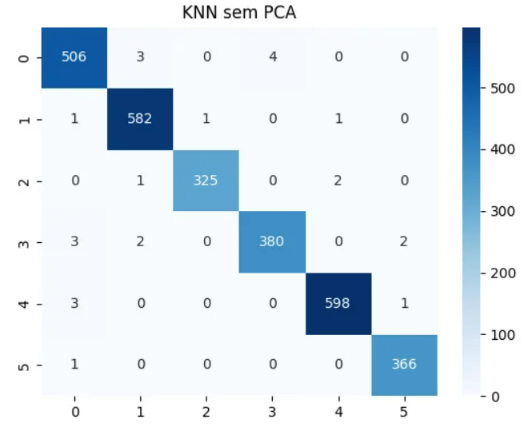 KNN sem PCA
0 506 3 0 4 0 0
1 1 582 1 0 1 0
2 0 1 325 0 2 0
3 3 2 0 380 0 2
4 3 0 0 0 598 1
5 1 0 0 0 0 366
0 1 2 3 4 5
500
400
300
200
100
0